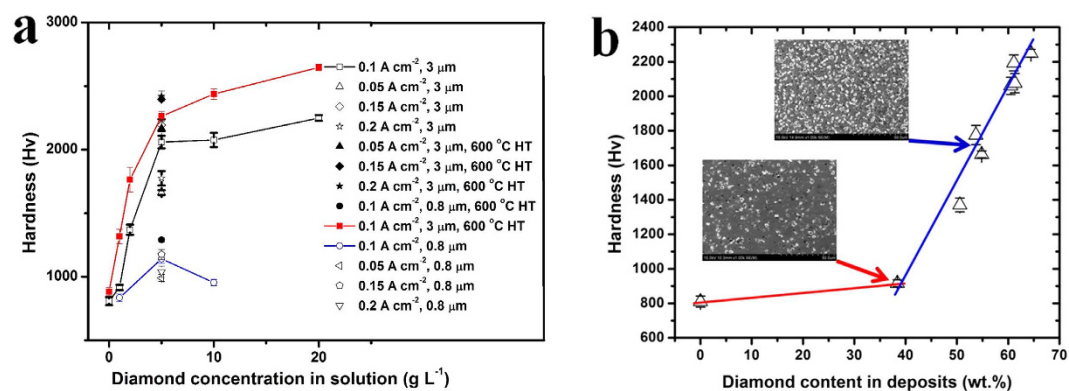 a
3000
2000
1000
Hardness (Hv)
0 10 20
Diamond concentration in solution (g L⁻¹)
0.1 A cm⁻², 3 μm
0.05 A cm⁻², 3 μm
0.15 A cm⁻², 3 μm
0.2 A cm⁻², 3 μm
0.05 A cm⁻², 3 μm, 600 °C HT
0.15 A cm⁻², 3 μm, 600 °C HT
0.2 A cm⁻², 3 μm, 600 °C HT
0.1 A cm⁻², 0.8 μm, 600 °C HT
0.1 A cm⁻², 3 μm, 600 °C HT
0.1 A cm⁻², 0.8 μm
0.05 A cm⁻², 0.8 μm
0.15 A cm⁻², 0.8 μm
0.2 A cm⁻², 0.8 μm
b
2400
2200
2000
1800
1600
1400
1200
1000
800
600
Hardness (Hv)
0 10 20 30 40 50 60 70
Diamond content in deposits (wt.%)